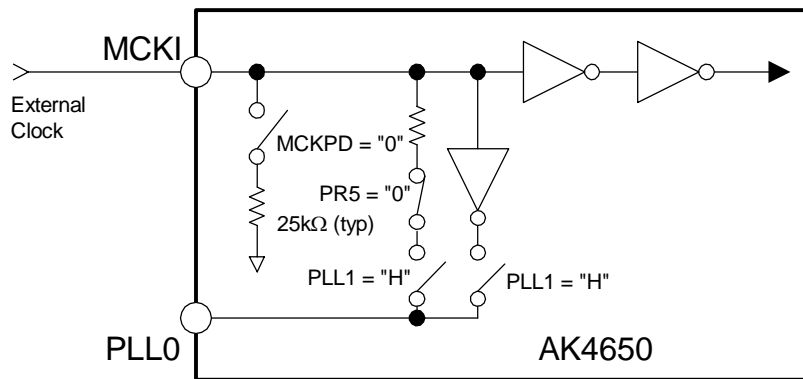 MCKI
External
Clock
MCKPD = "0"
PR5 = "0"
25kΩ (typ)
PLL1 = "H"
PLL1 = "H"
PLL0
AK4650